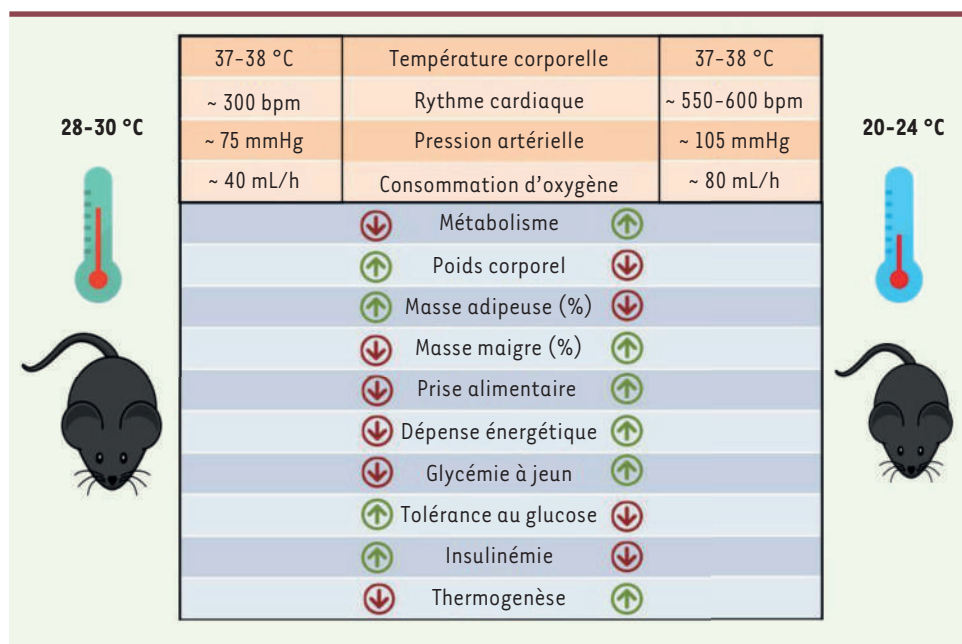 37-38 °C Température corporelle 37-38 °C
~ 300 bpm Rythme cardiaque ~ 550-600 bpm
28-30 °C
20-24 °C
~ 75 mmHg Pression artérielle ~ 105 mmHg
~ 40 mL/h Consommation d'oxygène ~ 80 mL/h
Métabolisme
Poids corporel
Masse adipeuse (%)
Masse maigre (%)
Prise alimentaire
Dépense énergétique
Glycémie à jeun
Tolérance au glucose
Insulinémie
Thermogenèse